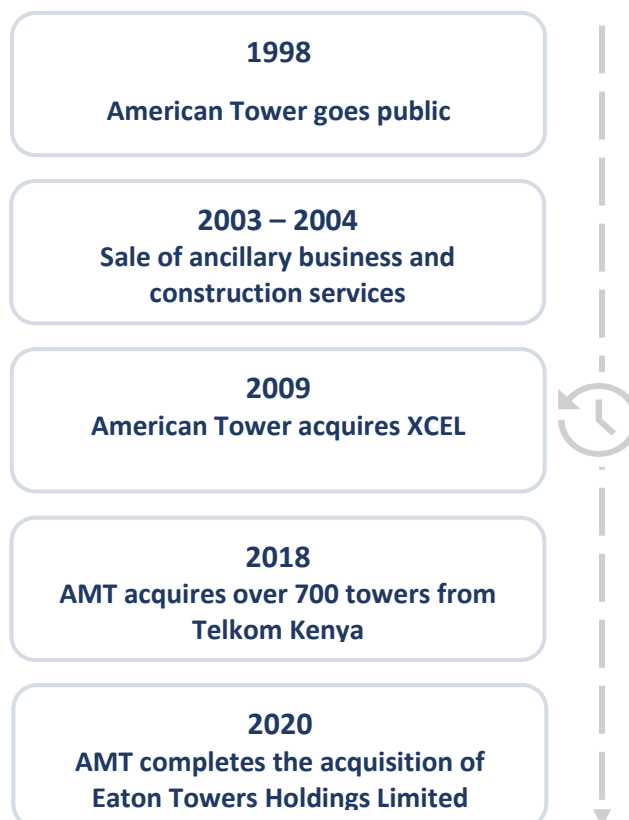 1998
American Tower goes public
2003 – 2004
Sale of ancillary business and
construction services
2009
American Tower acquires XCEL
2018
AMT acquires over 700 towers from
Telkom Kenya
2020
AMT completes the acquisition of
Eaton Towers Holdings Limited